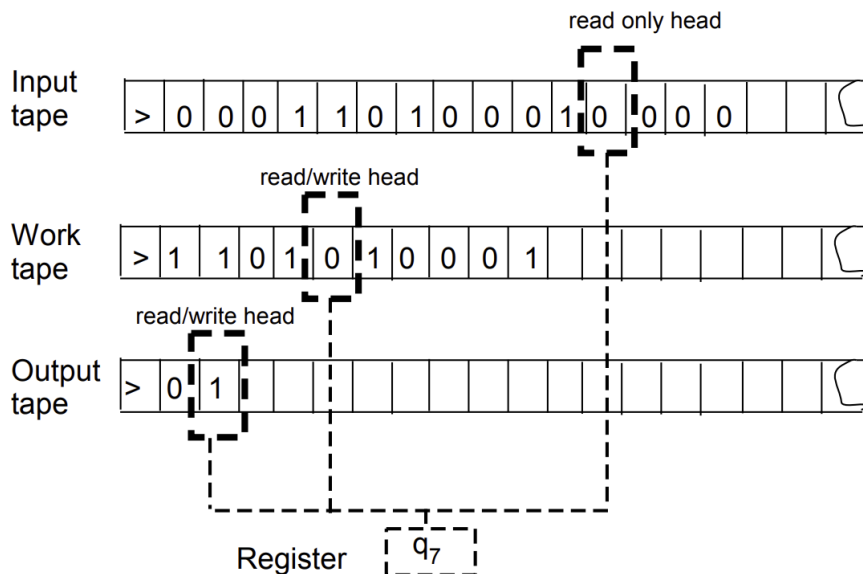 read only head
Input tape
> 0 0 0 1 1 0 1 0 0 0 1 0 0 0 0
read/write head
Work tape
> 1 1 0 1 0 1 0 0 0 1
read/write head
Output tape
> 0 1
Register q7